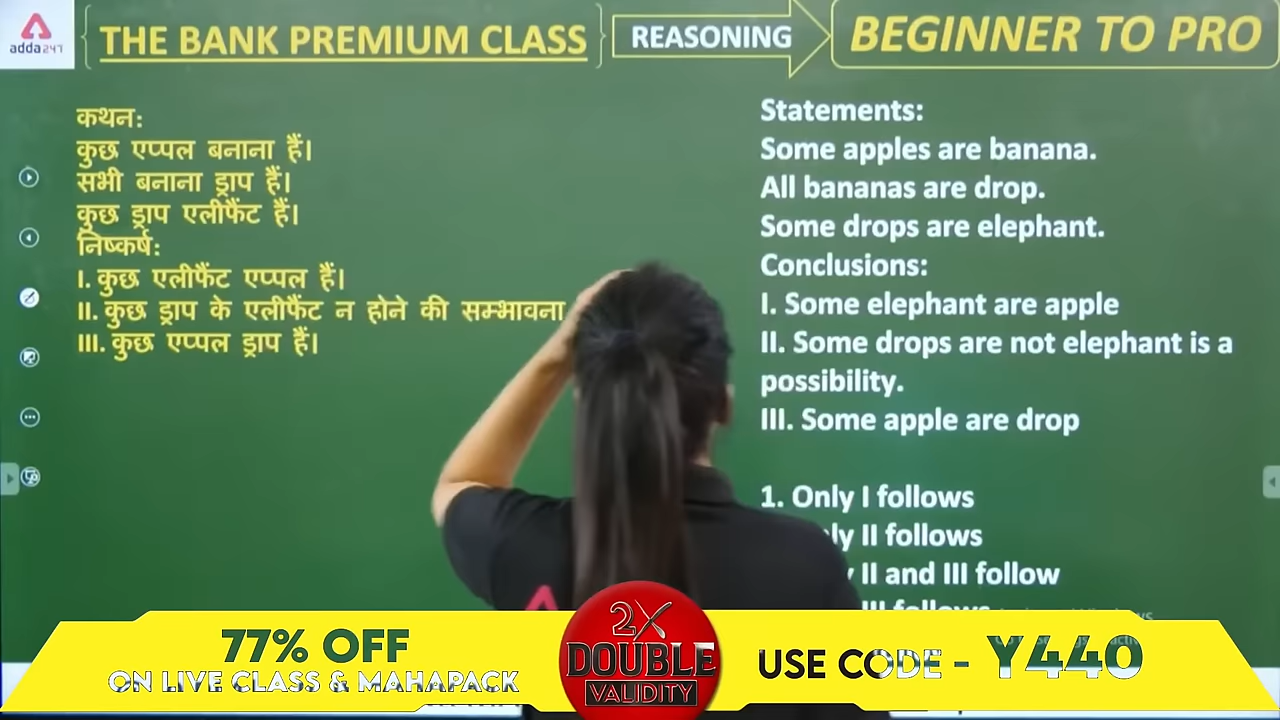 adda247
THE BANK PREMIUM CLASS
REASONING
BEGINNER TO PRO
कथन:
कुछ एप्पल बनाना हैं।
सभी बनाना ड्राप हैं।
कुछ ड्राप एलीफैंट हैं।
निष्कर्ष:
I. कुछ एलीफैंट एप्पल हैं।
II. कुछ ड्राप के एलीफैंट न होने की सम्भावना
III. कुछ एप्पल ड्राप हैं।
Statements:
Some apples are banana.
All bananas are drop.
Some drops are elephant.
Conclusions:
I. Some elephant are apple
II. Some drops are not elephant is a
possibility.
III. Some apple are drop
1. Only I follows
II follows
II and III follow
III follows
77% OFF
ON LIVE CLASS & MAHAPACK
2X
DOUBLE
VALIDITY
USE CODE - Y440